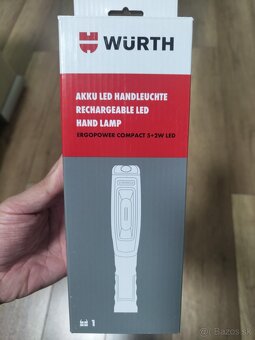 WÜRTH
AKKU LED HANDLEUCHTE
RECHARGEABLE LED
HAND LAMP
ERGOPOWER COMPACT 5+2W LED
1
Bazos.sk